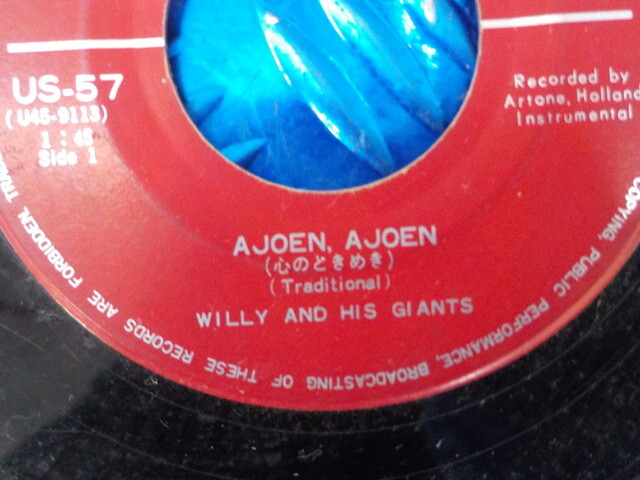 US-57
(U45-9113)
1:48
Side 1
Recorded by
Artone, Holland
Instrumental
AJOEN, AJOEN
(心のときめき)
(Traditional)
WILLY AND HIS GIANTS
COPYING, PUBLIC PERFORMANCE, BROADCASTING OF THESE RECORDS ARE FORBIDDEN